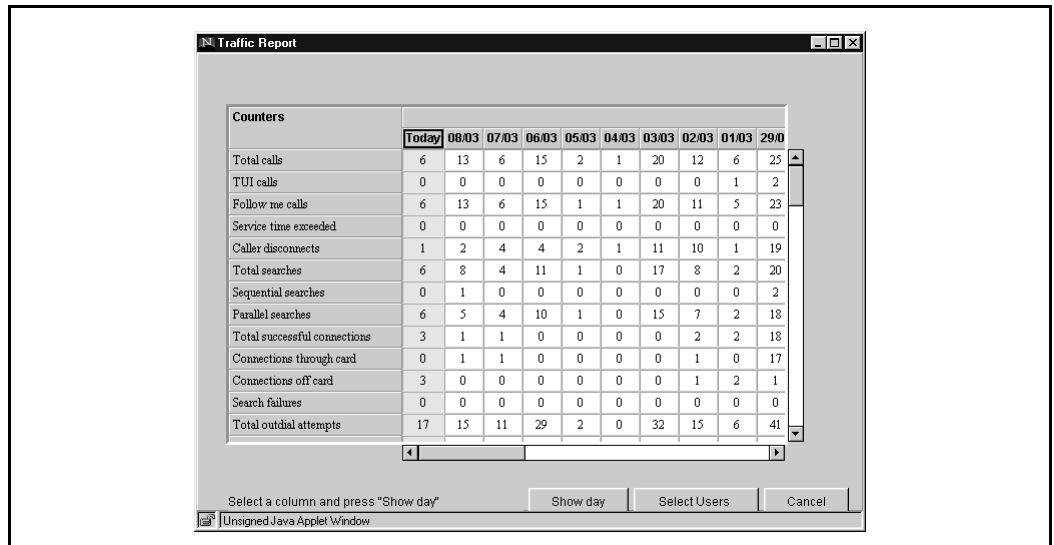 N Traffic Report
Counters
Today 08/03 07/03 06/03 05/03 04/03 03/03 02/03 01/03 29/0
Total calls 6 13 6 15 2 1 20 12 6 25
TUI calls 0 0 0 0 0 0 0 0 1 2
Follow me calls 6 13 6 15 1 1 20 11 5 23
Service time exceeded 0 0 0 0 0 0 0 0 0 0
Caller disconnects 1 2 4 4 2 1 11 10 1 19
Total searches 6 8 4 11 1 0 17 8 2 20
Sequential searches 0 1 0 0 0 0 0 0 0 2
Parallel searches 6 5 4 10 1 0 15 7 2 18
Total successful connections 3 1 1 0 0 0 0 2 2 18
Connections through card 0 1 1 0 0 0 0 1 0 17
Connections off card 3 0 0 0 0 0 0 1 2 1
Search failures 0 0 0 0 0 0 0 0 0 0
Total outdial attempts 17 15 11 29 2 0 32 15 6 41
Select a column and press "Show day" Show day Select Users Cancel
Unsigned Java Applet Window